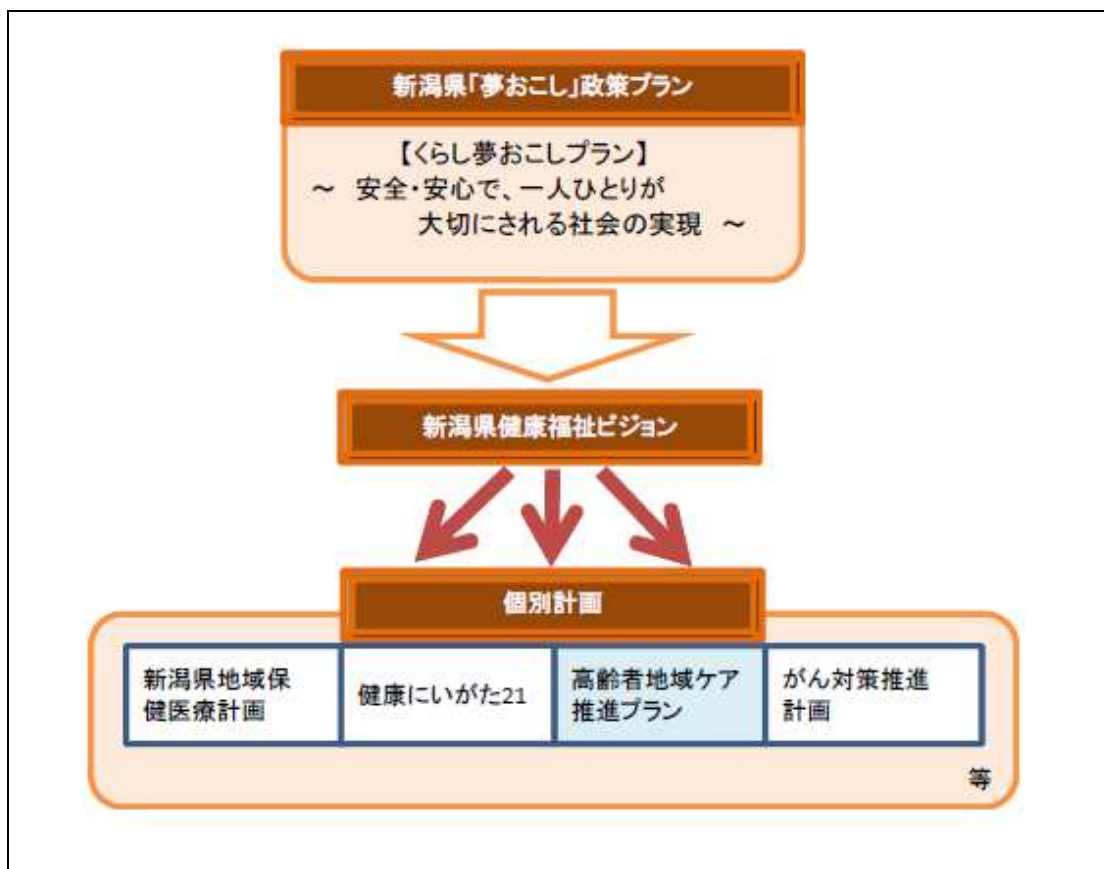 新潟県「夢おこし」政策プラン
【くらし夢おこしプラン】
～ 安全・安心で、一人ひとりが
大切にされる社会の実現 ～
新潟県健康福祉ビジョン
個別計画
新潟県地域保
健医療計画
健康にいがた21
高齢者地域ケア
推進プラン
がん対策推進
計画
等